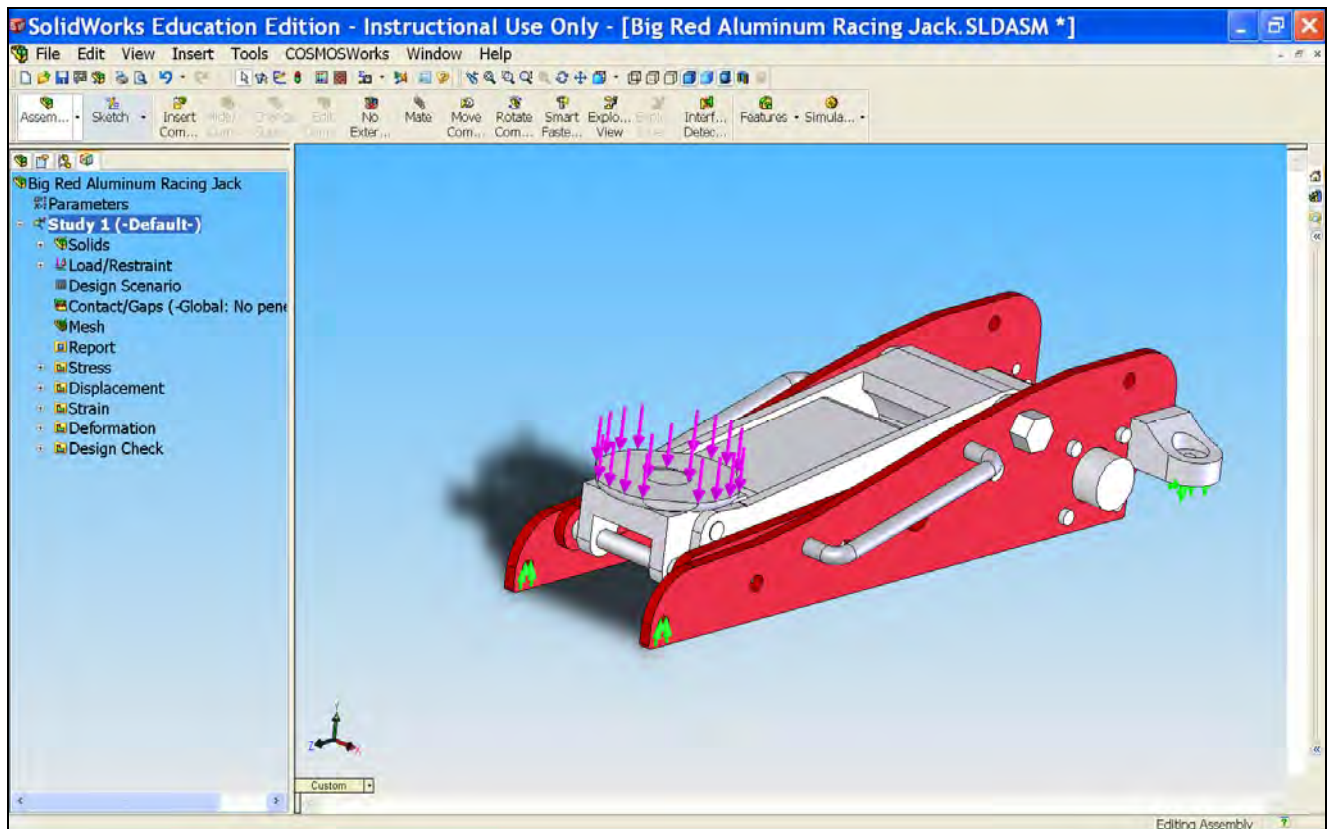 SolidWorks Education Edition - Instructional Use Only - [Big Red Aluminum Racing Jack.SLDASM *]
File Edit View Insert Tools COSMOSWorks Window Help
Assem... Sketch Insert Com... No Exter... Mate Move Com... Rotate Com... Smart Faste... Explo... View Interf... Detec... Features Simula...
Big Red Aluminum Racing Jack
Parameters
Study 1 (-Default-)
Solids
Load/Restraint
Design Scenario
Contact/Gaps (-Global: No pene
Mesh
Report
Stress
Displacement
Strain
Deformation
Design Check
Y
Z
X
Custom
Editing Assembly